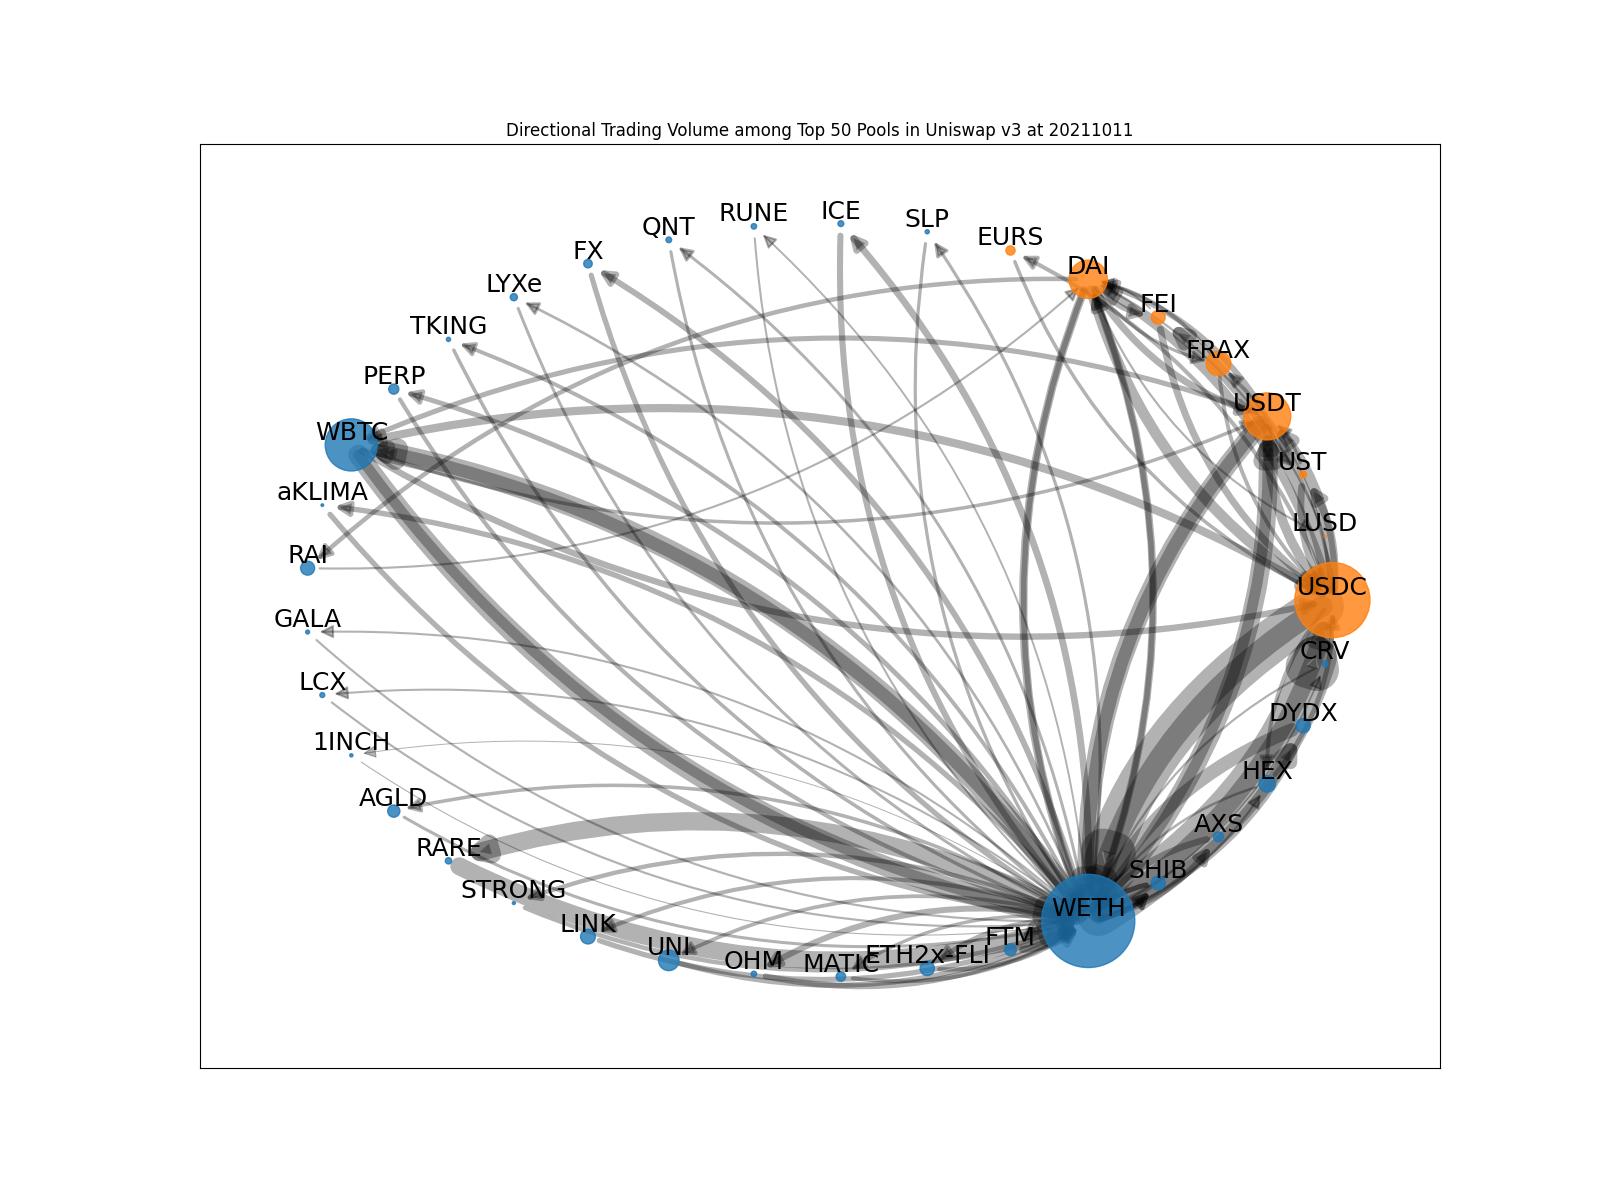 Directional Trading Volume among Top 50 Pools in Uniswap v3 at 20211011
ICE
RUNE
SLP
QNT
EURS
FX
DAI
LYXe
FEI
TKING
FRAX
PERP
USDT
WBTC
UST
aKLIMA
LUSD
RAI
USDC
GALA
CRV
LCX
DYDX
1INCH
HEX
AGLD
AXS
RARE
SHIB
STRONG
WETH
LINK
FTM
UNI
ETH2x-FLI
OHM
MATIC